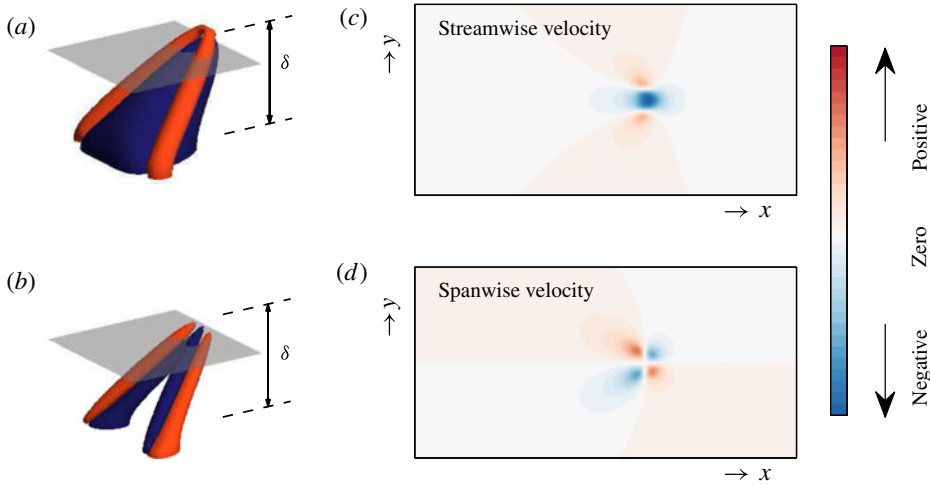 (a)
δ
(c)
Streamwise velocity
→ y
→ x
(b)
δ
(d)
Spanwise velocity
→ y
→ x
Positive
Zero
Negative